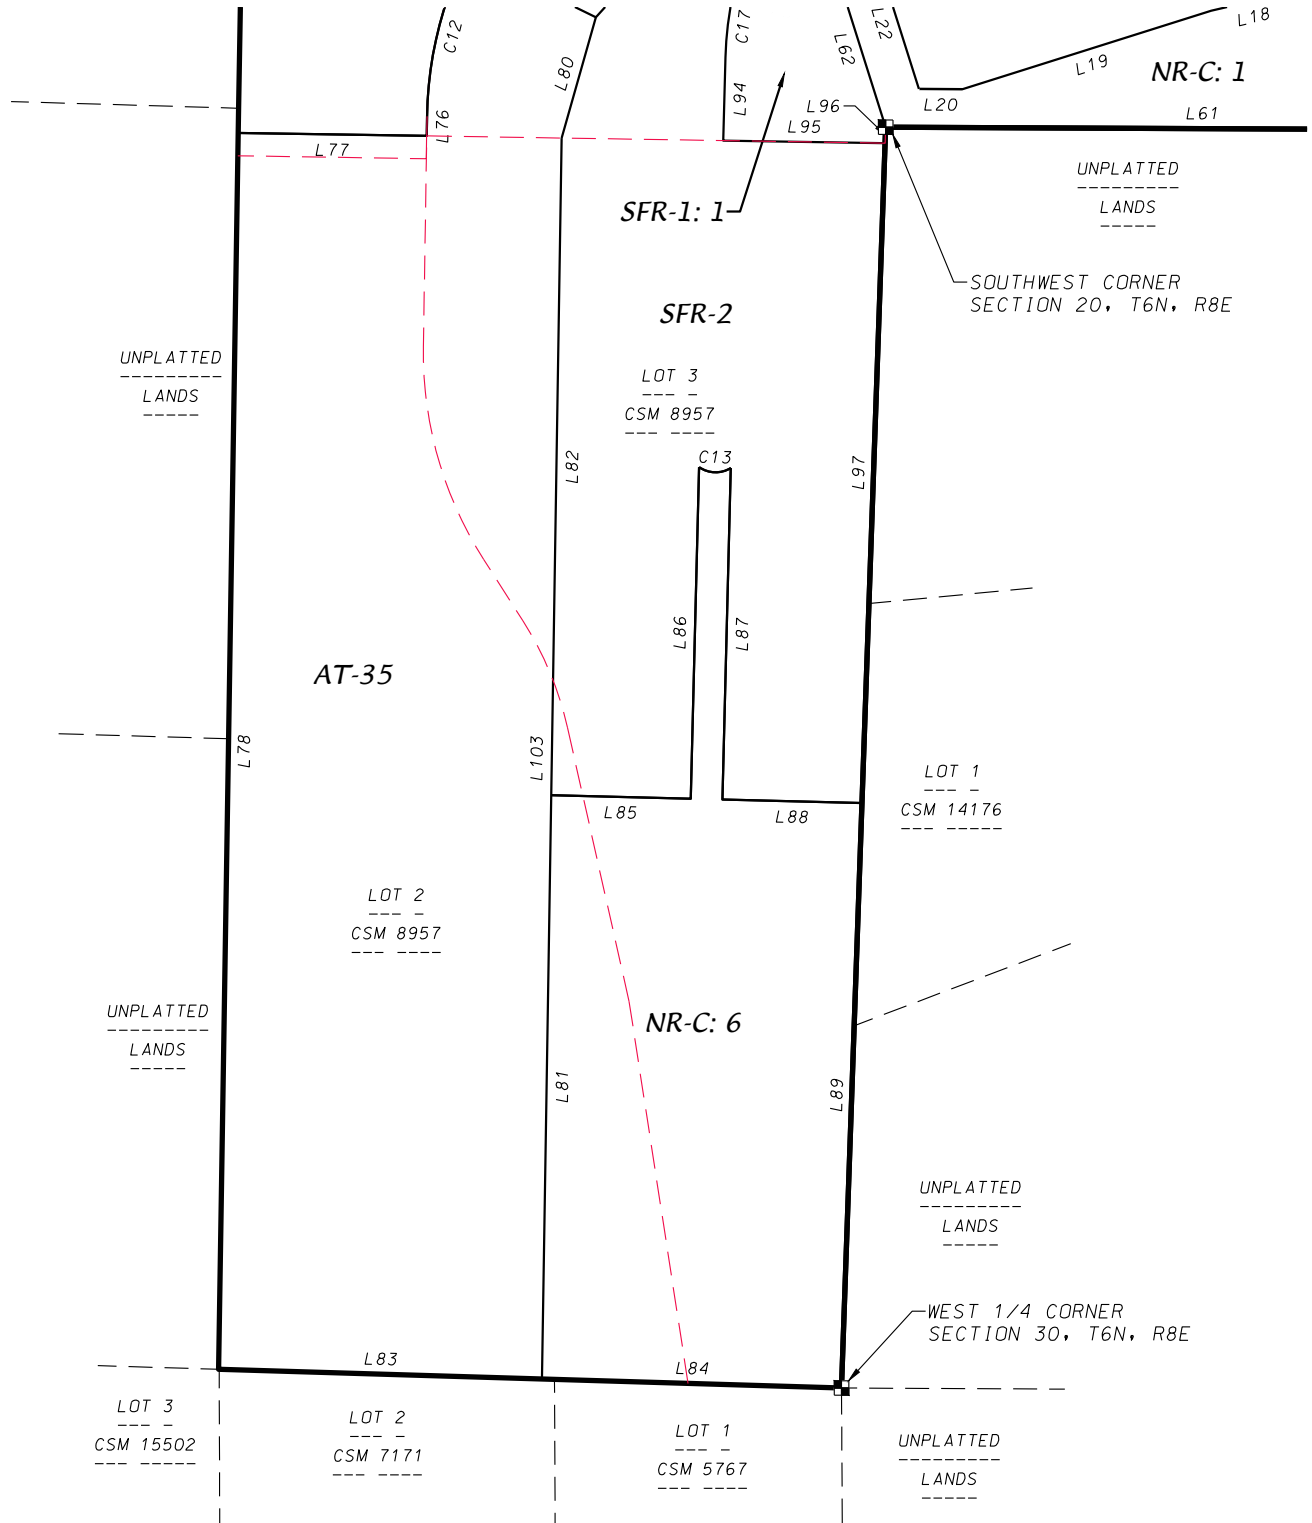 C12
L80
C17
L62
L22
L18
L19
NR-C: 1
L76
L94
L96
L20
L61
L77
L95
UNPLATTED
LANDS
SFR-1: 1
SOUTHWEST CORNER
SECTION 20, T6N, R8E
SFR-2
UNPLATTED
LANDS
LOT 3
CSM 8957
C13
L82
L97
L86
L87
AT-35
L78
L103
LOT 1
CSM 14176
L85
L88
LOT 2
CSM 8957
UNPLATTED
LANDS
NR-C: 6
L81
L89
UNPLATTED
LANDS
WEST 1/4 CORNER
SECTION 30, T6N, R8E
L83
L84
LOT 3
CSM 15502
LOT 2
CSM 7171
LOT 1
CSM 5767
UNPLATTED
LANDS